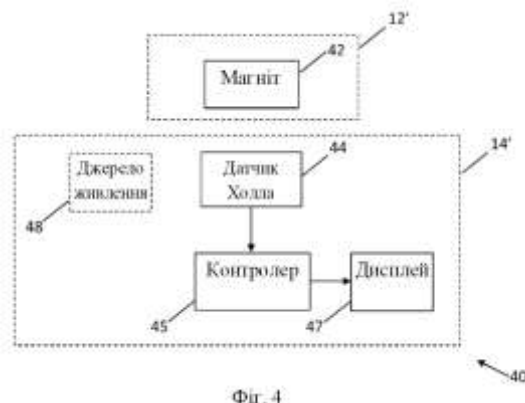 12'
Магніт
42
14'
Джерело
живлення
48
Датчик
Холла
44
Контролер
45
Дисплей
47
40
Фіг. 4